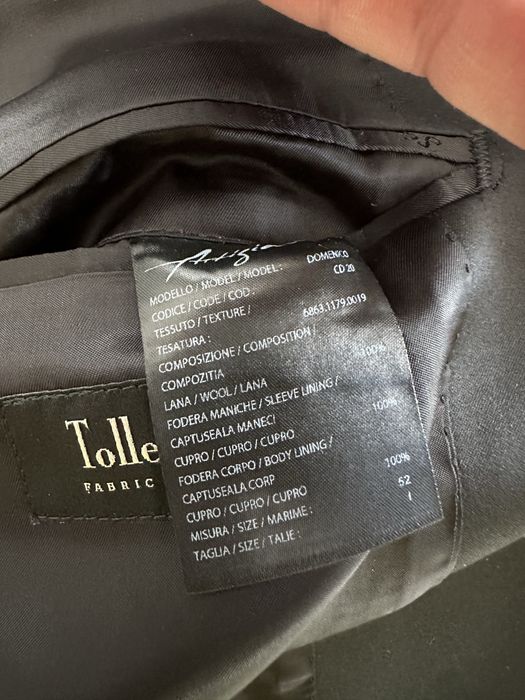 MODELLO / MODEL / MODEL : DOMENICO
CODICE / CODE / COD : CD 20
TESSUTO / TEXTURE /
TESATURA : 6863.1179.0019
COMPOSIZIONE / COMPOSITION /
COMPOZITIA
LANA / WOOL / LANA 100%
FODERA MANICHE / SLEEVE LINING /
CAPTUSEALA MANECI
CUPRO / CUPRO / CUPRO 100%
FODERA CORPO / BODY LINING /
CAPTUSEALA CORP
CUPRO / CUPRO / CUPRO 100%
MISURA / SIZE / MARIME : 52
TAGLIA / SIZE / TALIE :
Tolle
FABRIC